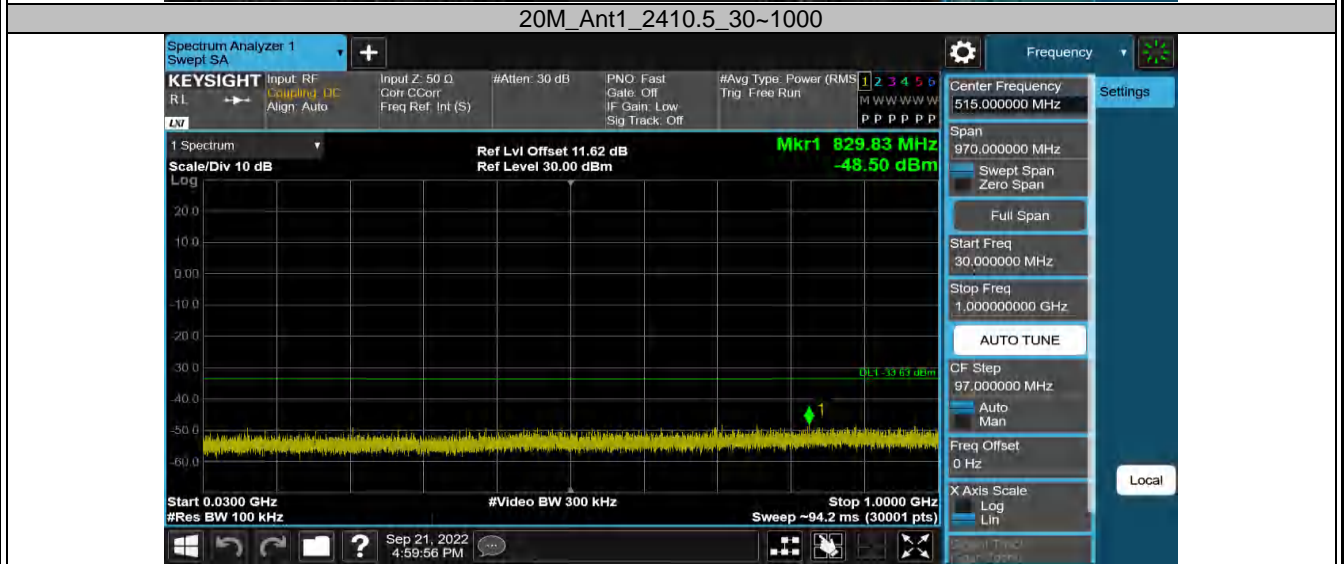 20M_Ant1_2410.5_30~1000
Spectrum Analyzer 1
Swept SA
Frequency
KEYSIGHT
RL
LXI
Input: RF
Coupling: DC
Align: Auto
Input Z: 50 Ω
Corr CCorr
Freq Ref: Int (S)
#Atten: 30 dB
PNO: Fast
Gate: Off
IF Gain: Low
Sig Track: Off
#Avg Type: Power (RMS
Trig: Free Run
1 2 3 4 5 6
M W W W W W
P P P P P P
1 Spectrum
Scale/Div 10 dB
Log
Ref Lvl Offset 11.62 dB
Ref Level 30.00 dBm
Mkr1 829.83 MHz
-48.50 dBm
20.0
10.0
0.00
-10.0
-20.0
-30.0
-40.0
-50.0
-60.0
DL1 -33.63 dBm
1
Start 0.0300 GHz
#Res BW 100 kHz
#Video BW 300 kHz
Stop 1.0000 GHz
Sweep ~94.2 ms (30001 pts)
Sep 21, 2022
4:59:56 PM
Center Frequency
515.000000 MHz
Settings
Span
970.000000 MHz
Swept Span
Zero Span
Full Span
Start Freq
30.000000 MHz
Stop Freq
1.000000000 GHz
AUTO TUNE
CF Step
97.000000 MHz
Auto
Man
Freq Offset
0 Hz
X Axis Scale
Log
Lin
Local